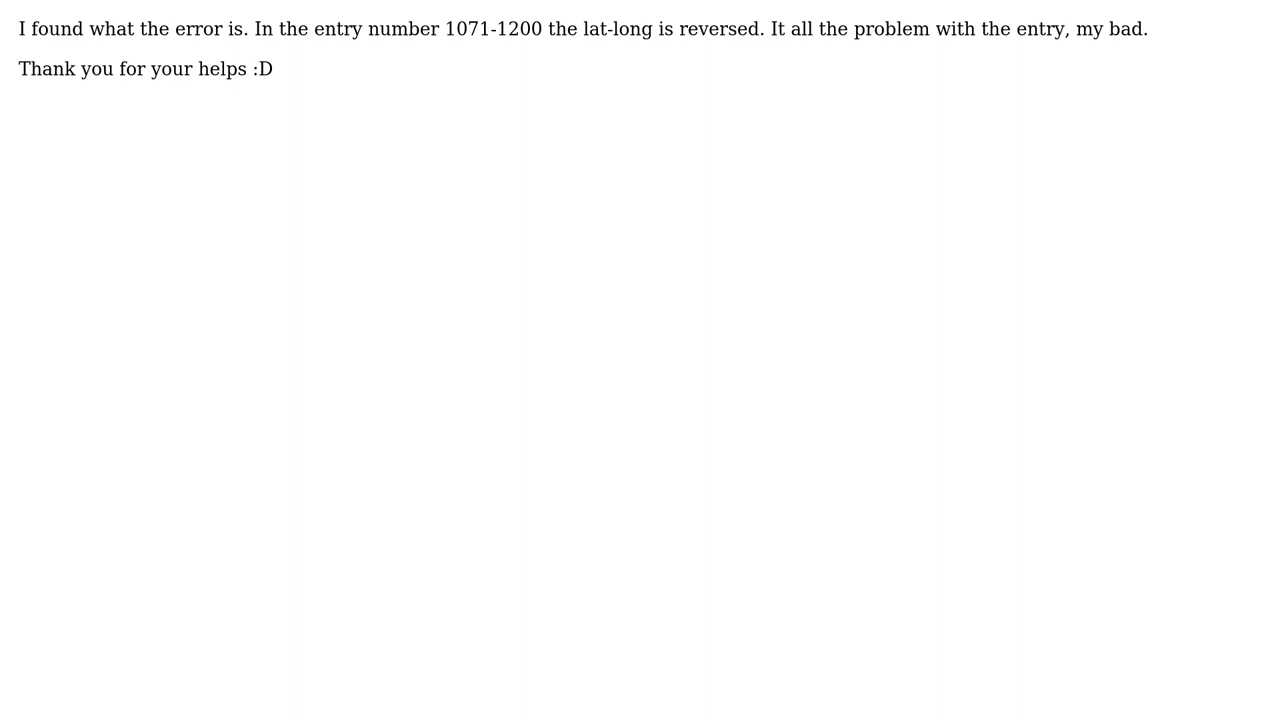 I found what the error is. In the entry number 1071-1200 the lat-long is reversed. It all the problem with the entry, my bad.
Thank you for your helps :D